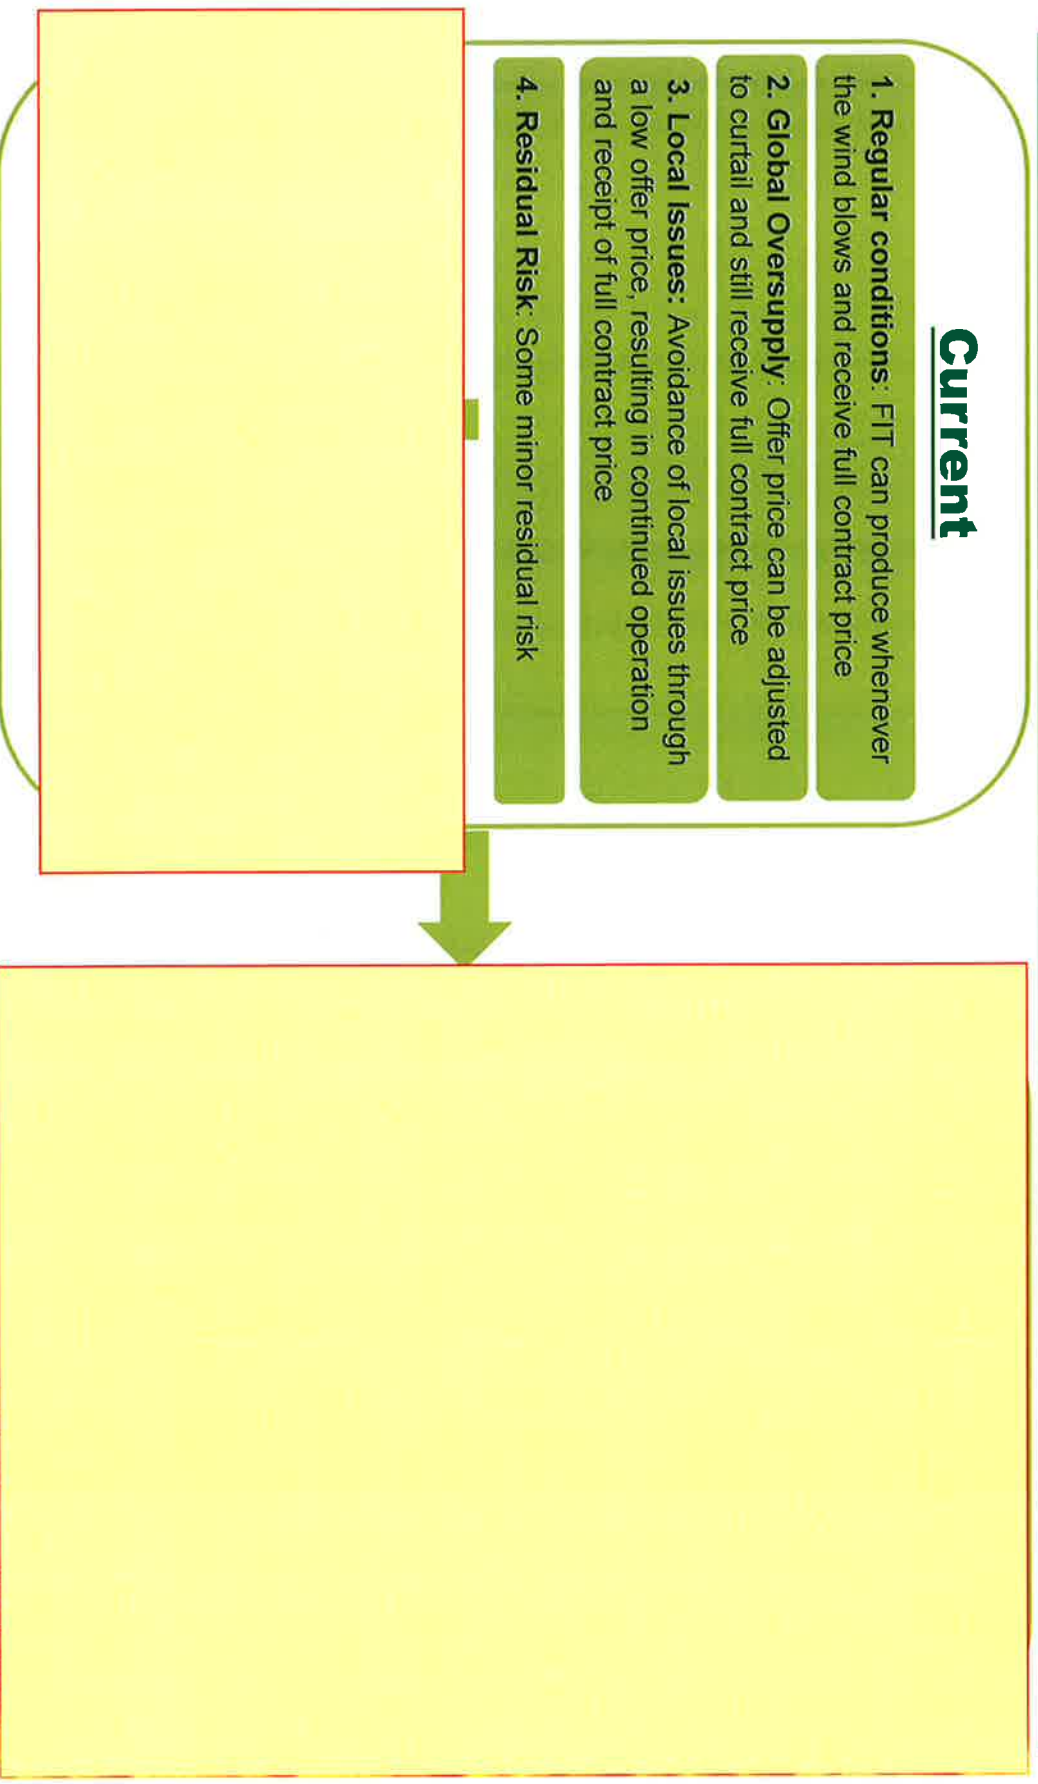 Current
1. Regular conditions: FIT can produce whenever
the wind blows and receive full contract price
2. Global Oversupply: Offer price can be adjusted
to curtail and still receive full contract price
3. Local Issues: Avoidance of local issues through
a low offer price, resulting in continued operation
and receipt of full contract price
4. Residual Risk: Some minor residual risk